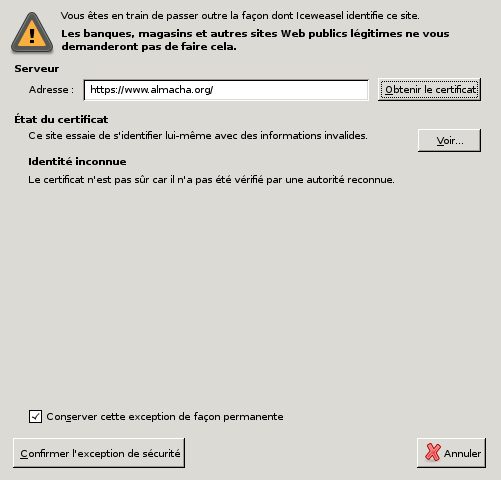 Vous êtes en train de passer outre la façon dont Iceweasel identifie ce site.
Les banques, magasins et autres sites Web publics légitimes ne vous
demanderont pas de faire cela.
Serveur
Adresse : https://www.almacha.org/ Obtenir le certificat
État du certificat
Ce site essaie de s'identifier lui-même avec des informations invalides.
Voir...
Identité inconnue
Le certificat n'est pas sûr car il n'a pas été vérifié par une autorité reconnue.
Conserver cette exception de façon permanente
Confirmer l'exception de sécurité Annuler